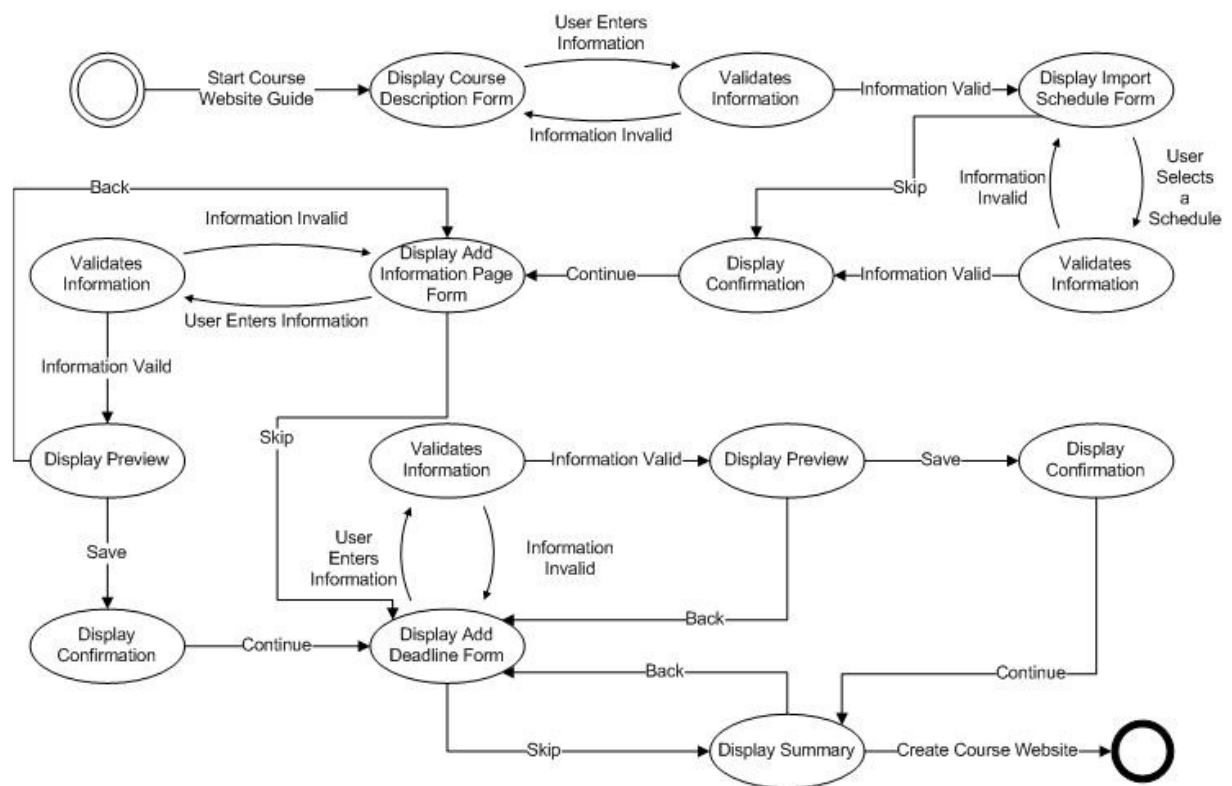 User Enters
Information
Start Course
Website Guide
Display Course
Description Form
Validates
Information
Information Valid
Display Import
Schedule Form
Information Invalid
Back
Skip
Information
Invalid
User
Selects
a
Schedule
Information Invalid
Validates
Information
Display Add
Information Page
Form
Continue
Display
Confirmation
Information Valid
Validates
Information
User Enters Information
Information Vaild
Skip
Display Preview
Validates
Information
Information Valid
Display Preview
Save
Display
Confirmation
Save
User
Enters
Information
Information
Invalid
Back
Display
Confirmation
Continue
Display Add
Deadline Form
Back
Continue
Skip
Display Summary
Create Course Website